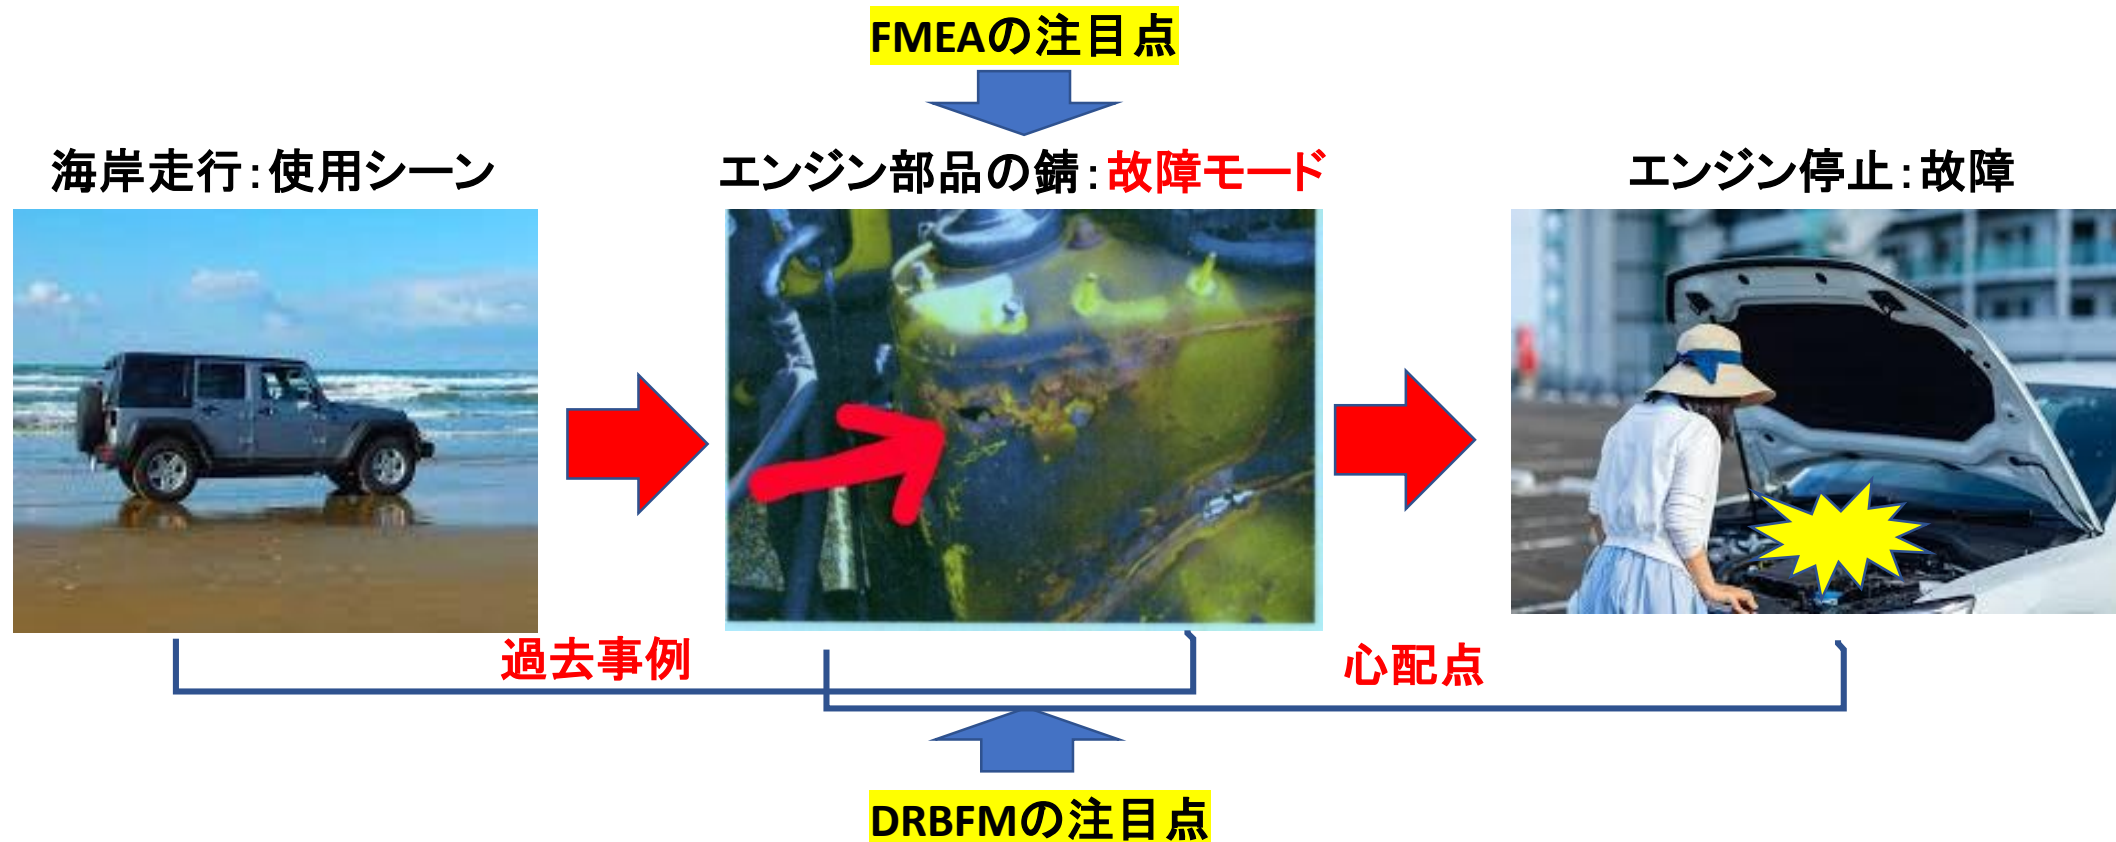 FMEAの注目点
海岸走行：使用シーン
エンジン部品の錆：故障モード
エンジン停止：故障
過去事例
心配点
DRBFMの注目点